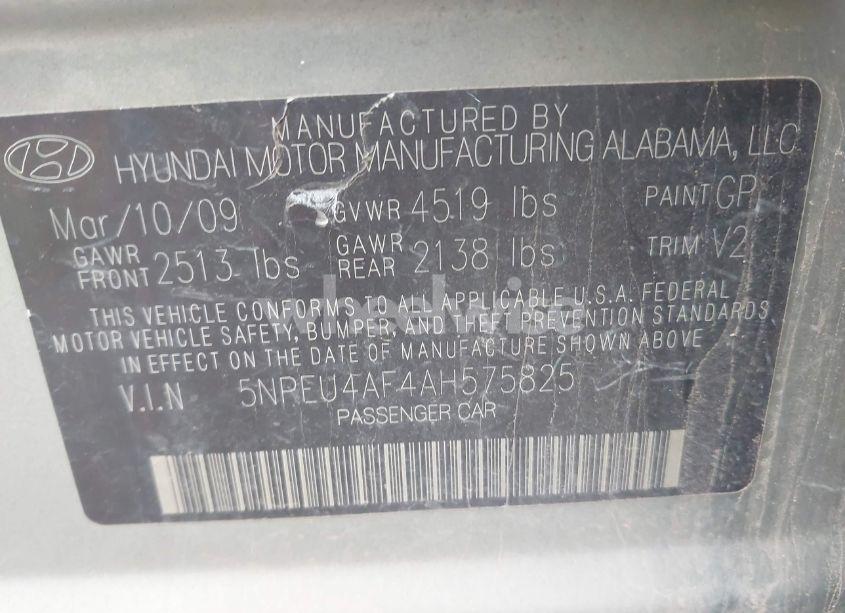 MANUFACTURED BY
HYUNDAI MOTOR MANUFACTURING ALABAMA, LLC
Mar/10/09 GVWR 4519 lbs PAINT GP
GAWR FRONT 2513 lbs GAWR REAR 2138 lbs TRIM V2
THIS VEHICLE CONFORMS TO ALL APPLICABLE U.S.A. FEDERAL
MOTOR VEHICLE SAFETY, BUMPER, AND THEFT PREVENTION STANDARDS
IN EFFECT ON THE DATE OF MANUFACTURE SHOWN ABOVE
V.I.N 5NPEU4AF4AH575825
PASSENGER CAR
wheelwise